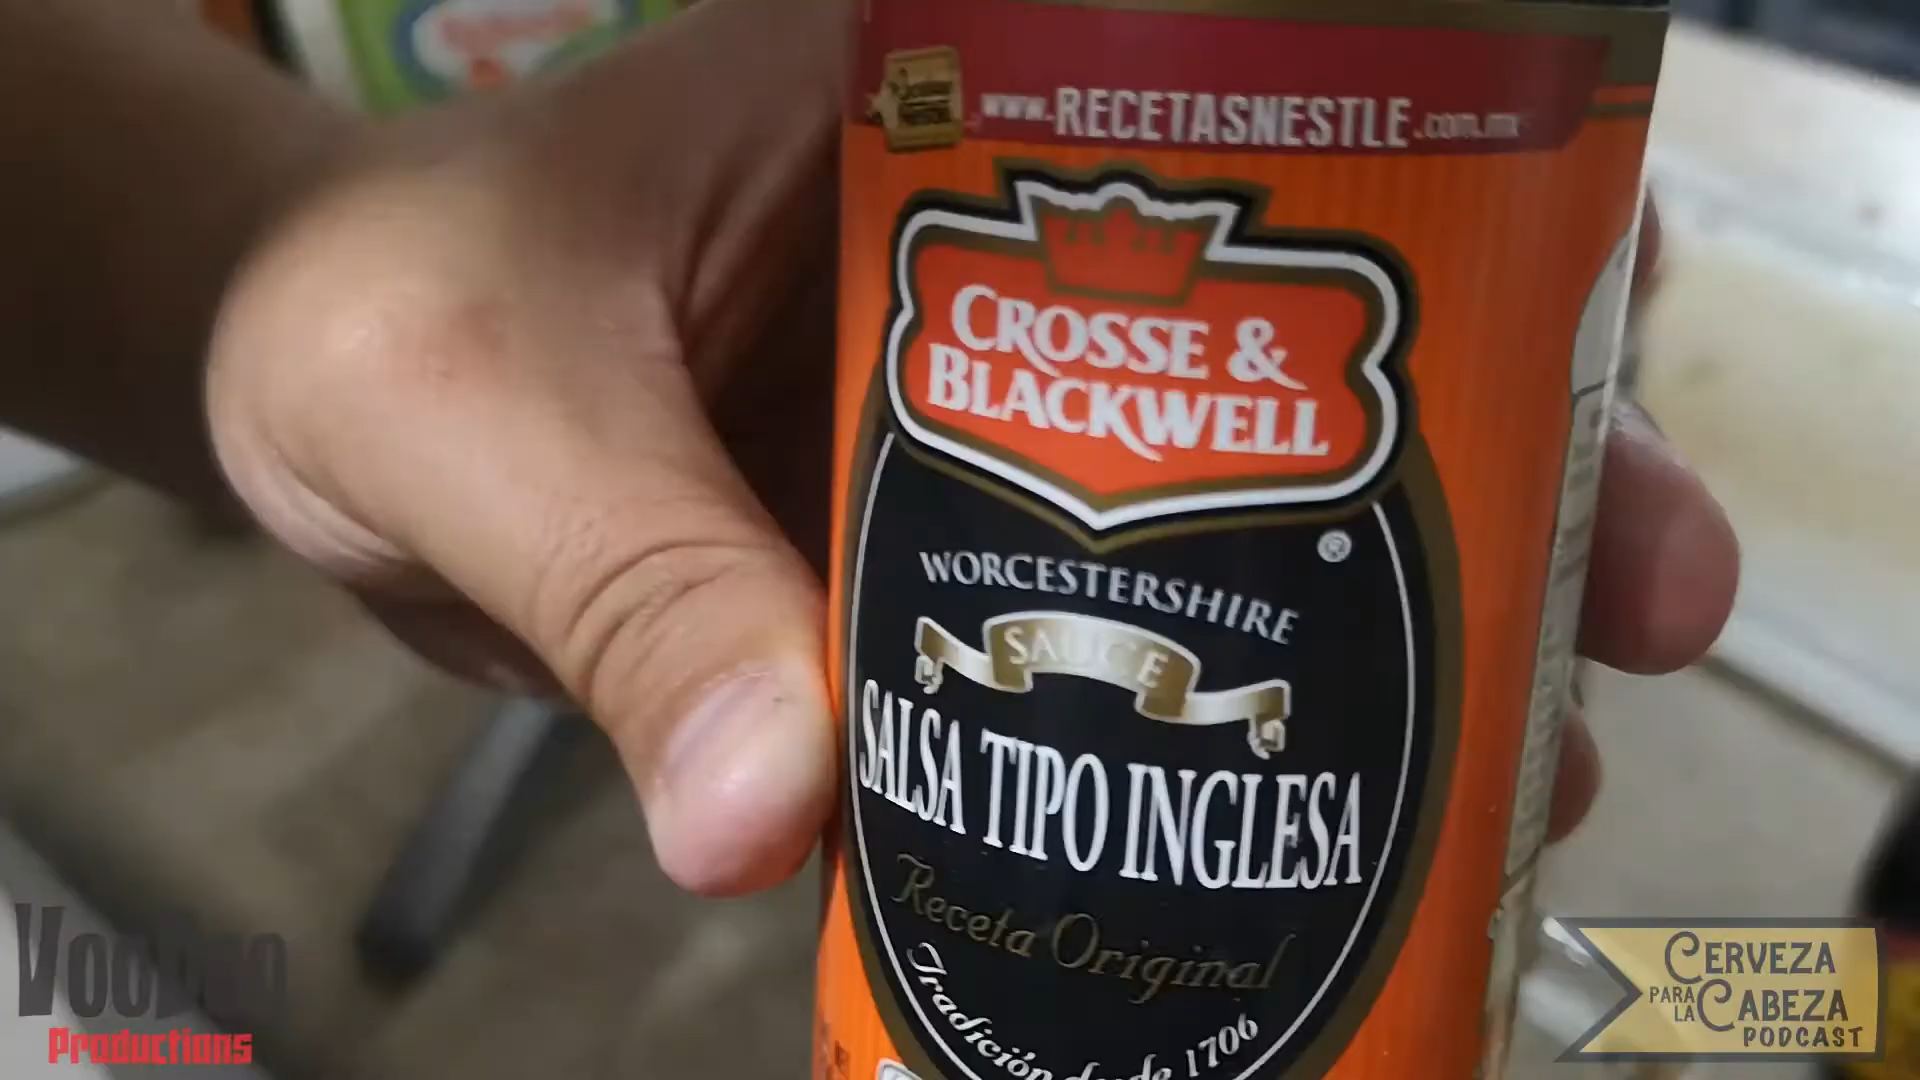 www.RECETASNESTLE.com.mx
CROSSE &
BLACKWELL
®
WORCESTERSHIRE
SAUCE
SALSA TIPO INGLESA
Receta Original
Tradición desde 1706
VOODOO
Productions
CERVEZA
PARA LA CABEZA
PODCAST